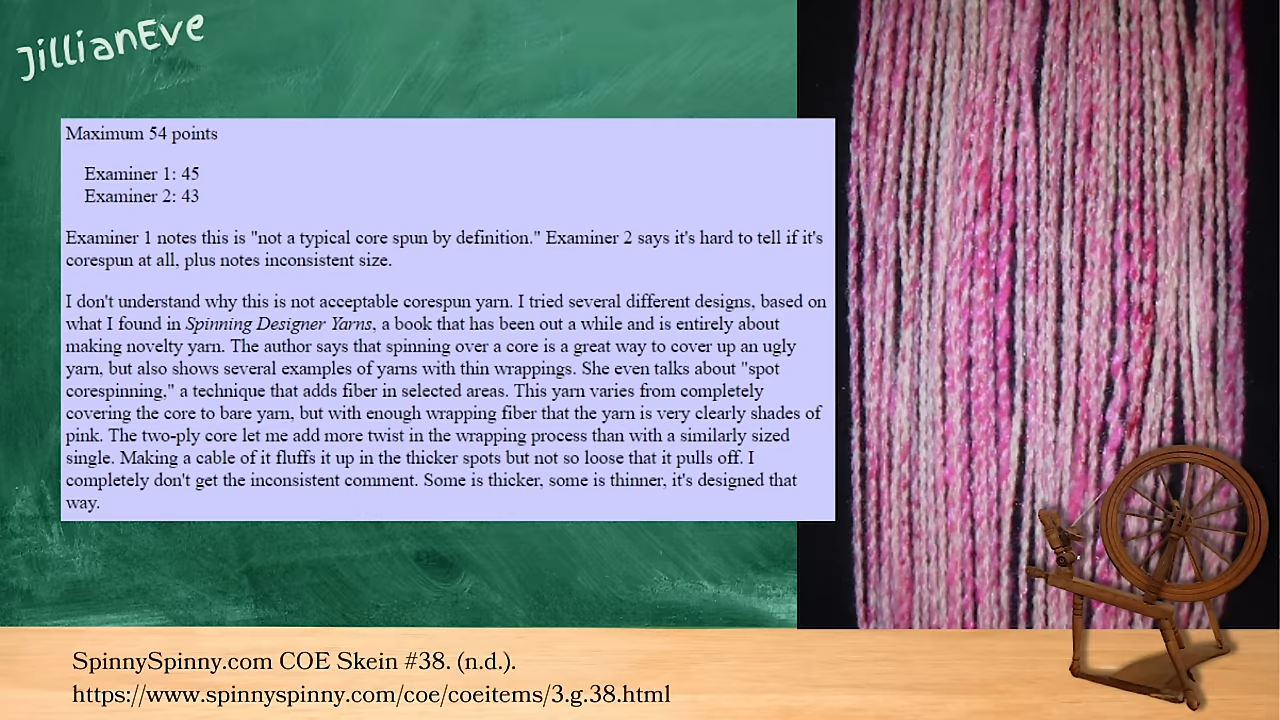 JillianEve
Maximum 54 points
Examiner 1: 45
Examiner 2: 43
Examiner 1 notes this is "not a typical core spun by definition." Examiner 2 says it's hard to tell if it's
corespun at all, plus notes inconsistent size.
I don't understand why this is not acceptable corespun yarn. I tried several different designs, based on
what I found in Spinning Designer Yarns, a book that has been out a while and is entirely about
making novelty yarn. The author says that spinning over a core is a great way to cover up an ugly
yarn, but also shows several examples of yarns with thin wrappings. She even talks about "spot
corespinning," a technique that adds fiber in selected areas. This yarn varies from completely
covering the core to bare yarn, but with enough wrapping fiber that the yarn is very clearly shades of
pink. The two-ply core let me add more twist in the wrapping process than with a similarly sized
single. Making a cable of it fluffs it up in the thicker spots but not so loose that it pulls off. I
completely don't get the inconsistent comment. Some is thicker, some is thinner, it's designed that
way.
SpinnySpinny.com COE Skein #38. (n.d.).
https://www.spinnyspinny.com/coe/coeitems/3.g.38.html